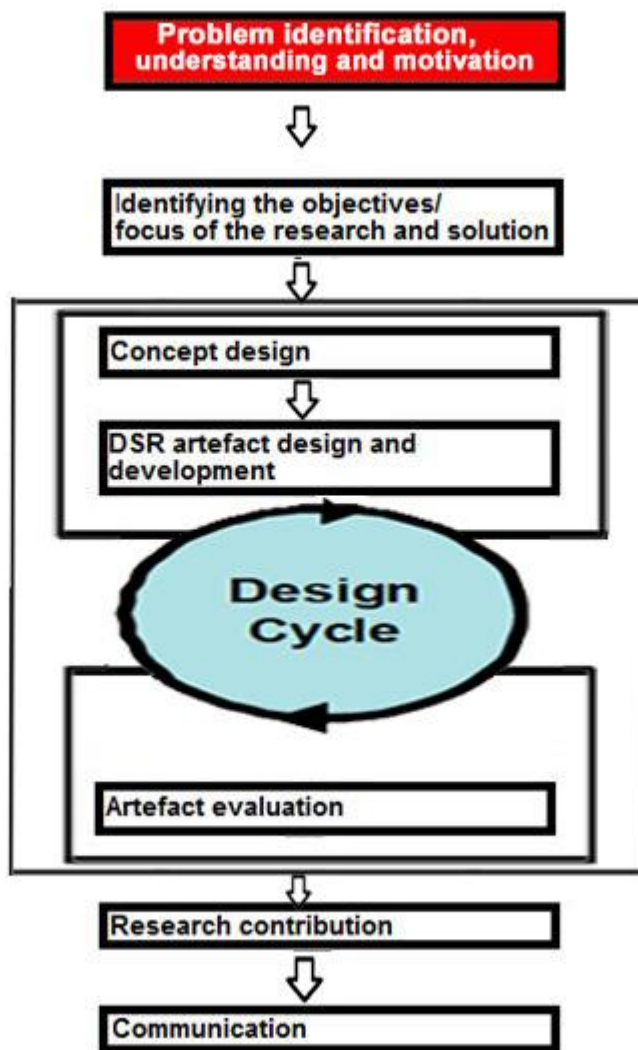 Problem identification,
understanding and motivation
Identifying the objectives/
focus of the research and solution
Concept design
DSR artefact design and
development
Design
Cycle
Artefact evaluation
Research contribution
Communication